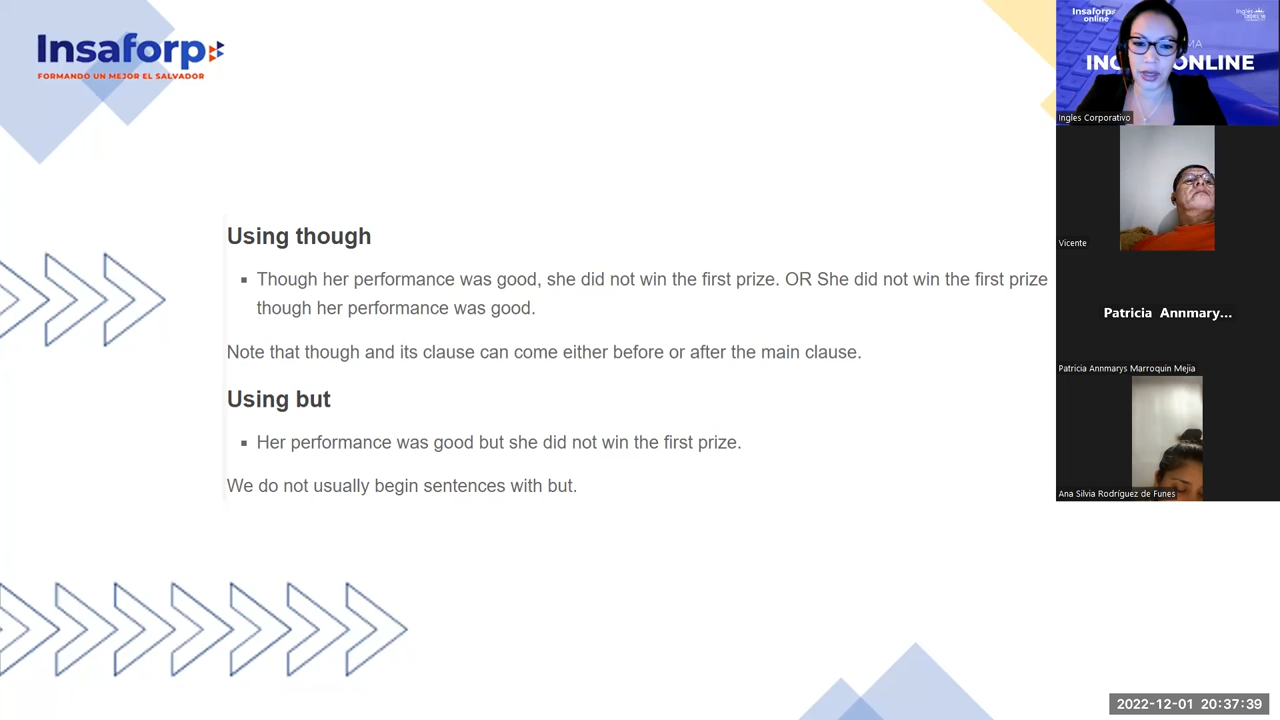 Insaforp
FORMANDO UN MEJOR EL SALVADOR
Using though
▪ Though her performance was good, she did not win the first prize. OR She did not win the first prize
though her performance was good.
Note that though and its clause can come either before or after the main clause.
Using but
▪ Her performance was good but she did not win the first prize.
We do not usually begin sentences with but.
Insaforp
online
ONLINE
Ingles Corporativo
Vicente
Patricia Annmary...
Patricia Annmarys Marroquin Mejia
Ana Silvia Rodríguez de Funes
2022-12-01 20:37:39